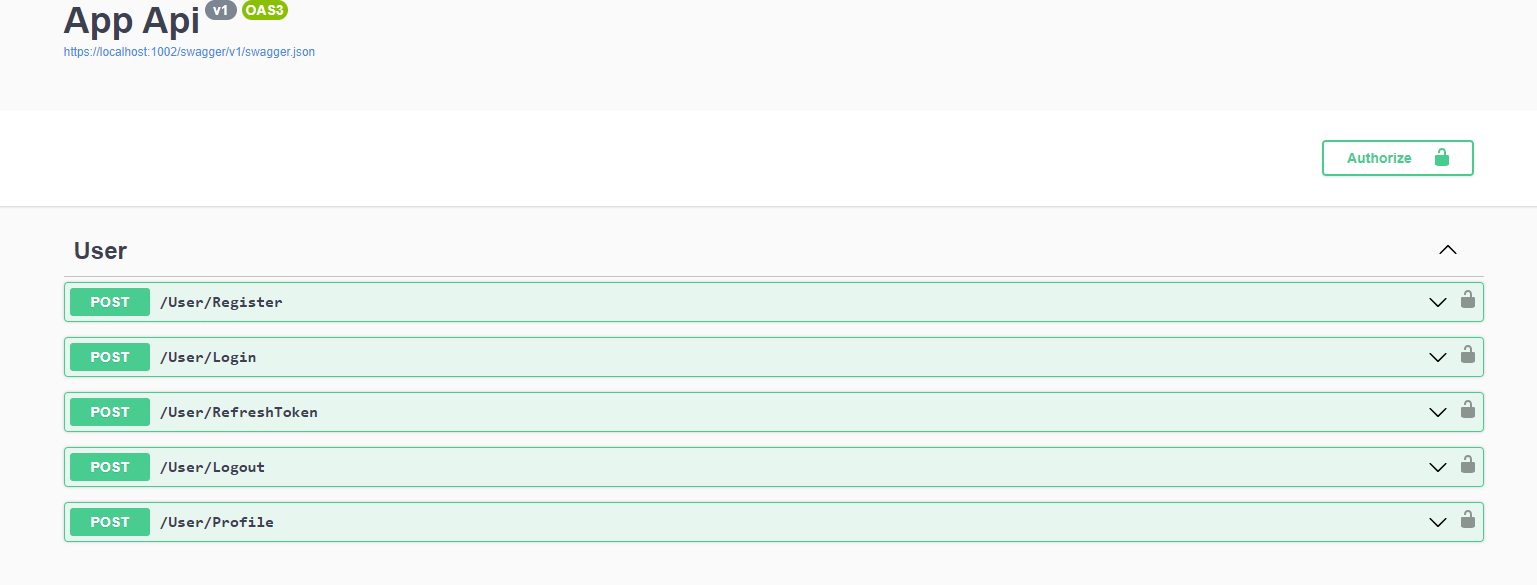 App Api v1 OAS3
https://localhost:1002/swagger/v1/swagger.json
Authorize
User
POST /User/Register
POST /User/Login
POST /User/RefreshToken
POST /User/Logout
POST /User/Profile